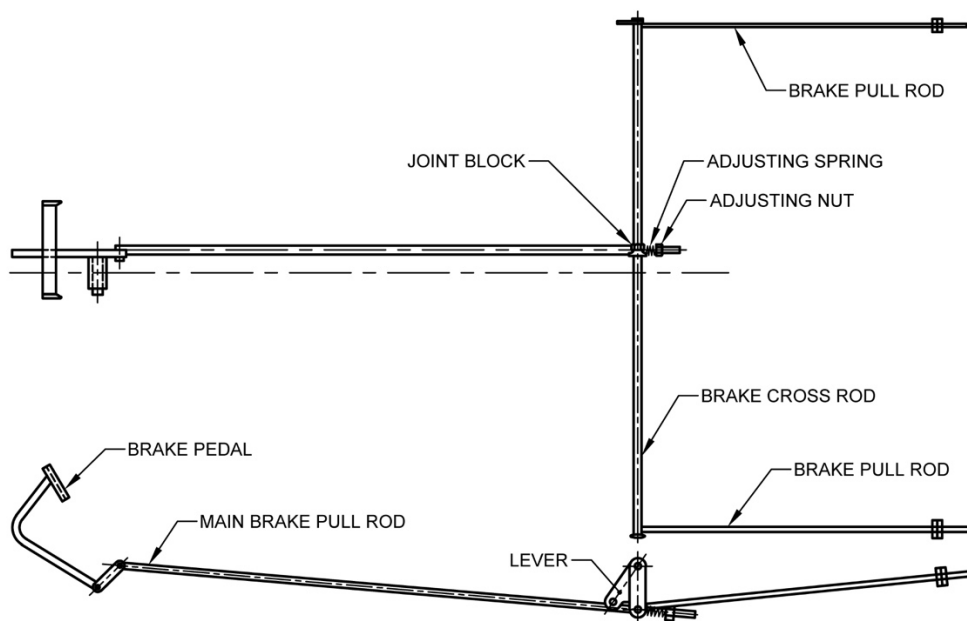 BRAKE PULL ROD
JOINT BLOCK
ADJUSTING SPRING
ADJUSTING NUT
BRAKE CROSS ROD
BRAKE PEDAL
BRAKE PULL ROD
MAIN BRAKE PULL ROD
LEVER